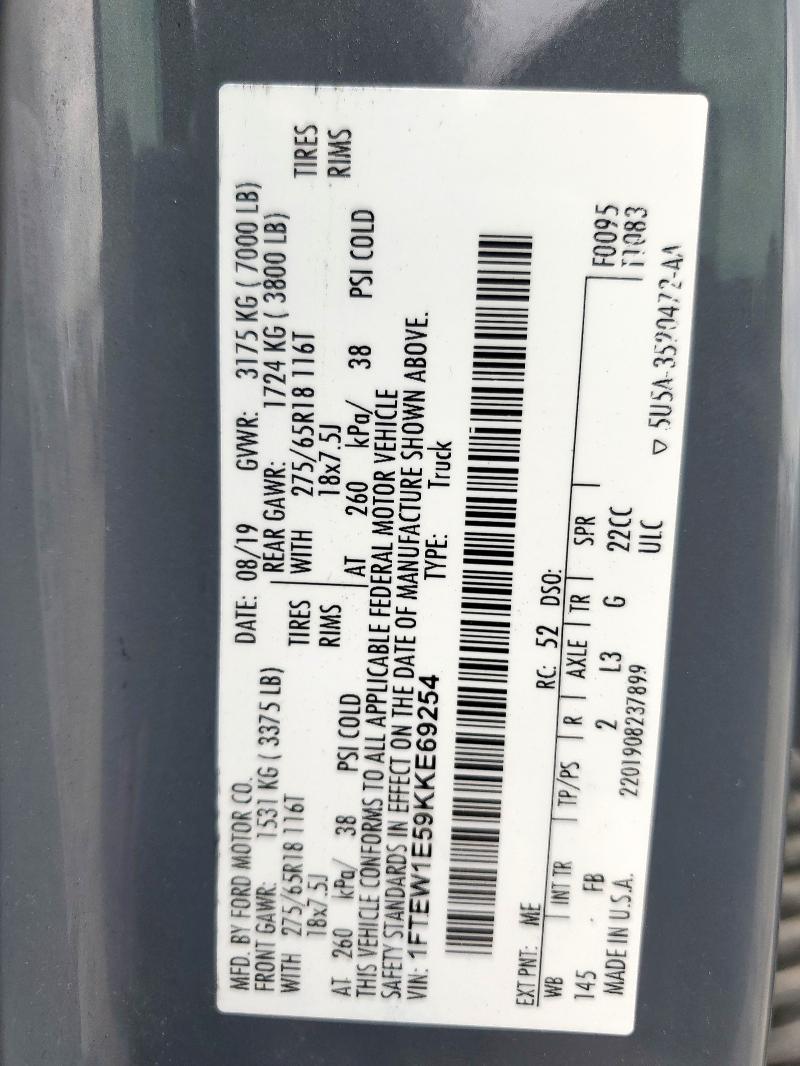 MFD. BY FORD MOTOR CO.
DATE: 08/19 GVWR: 3175 KG ( 7000 LB)
FRONT GAWR: 1531 KG ( 3375 LB)
REAR GAWR: 1724 KG ( 3800 LB)
WITH 275/65R18 116T TIRES
WITH 275/65R18 116T TIRES
18x7.5J RIMS
18x7.5J RIMS
AT 260 kPa/ 38 PSI COLD
AT 260 kPa/ 38 PSI COLD
THIS VEHICLE CONFORMS TO ALL APPLICABLE FEDERAL MOTOR VEHICLE
SAFETY STANDARDS IN EFFECT ON THE DATE OF MANUFACTURE SHOWN ABOVE.
VIN: 1FTEW1E59KKE69254 TYPE: Truck
EXT PNT: ME RC: 52 DSO:
WB INT TR TP/PS R AXLE TR SPR F0095
145 FB 2 L3 G 22CC T1083
ULC
MADE IN U.S.A. 2201908237899 ▽ 5U5A-3520472-AA